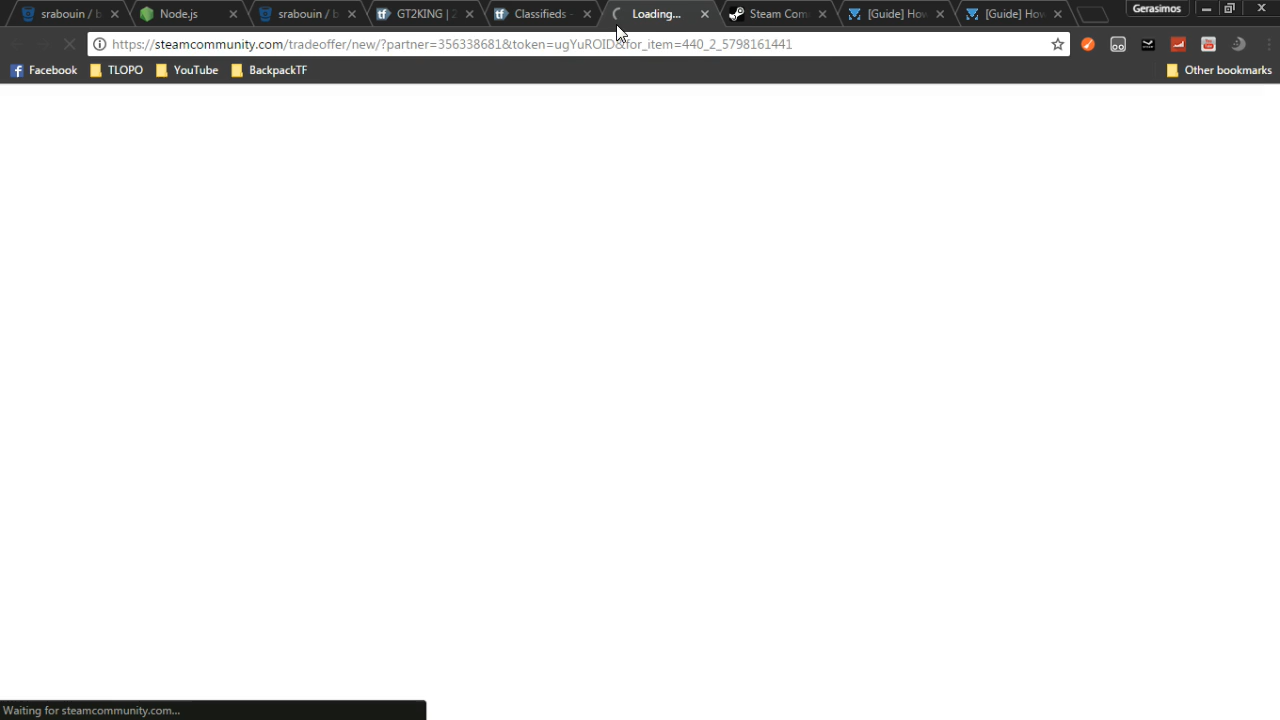 srabouin / b
Node.js
srabouin / b
GT2KING | 2
Classifieds -
Loading...
Steam Com
[Guide] How
[Guide] How
Gerasimos
https://steamcommunity.com/tradeoffer/new/?partner=356338681&token=ugYuROID&for_item=440_2_5798161441
Facebook
TLOPO
YouTube
BackpackTF
Other bookmarks
Waiting for steamcommunity.com...